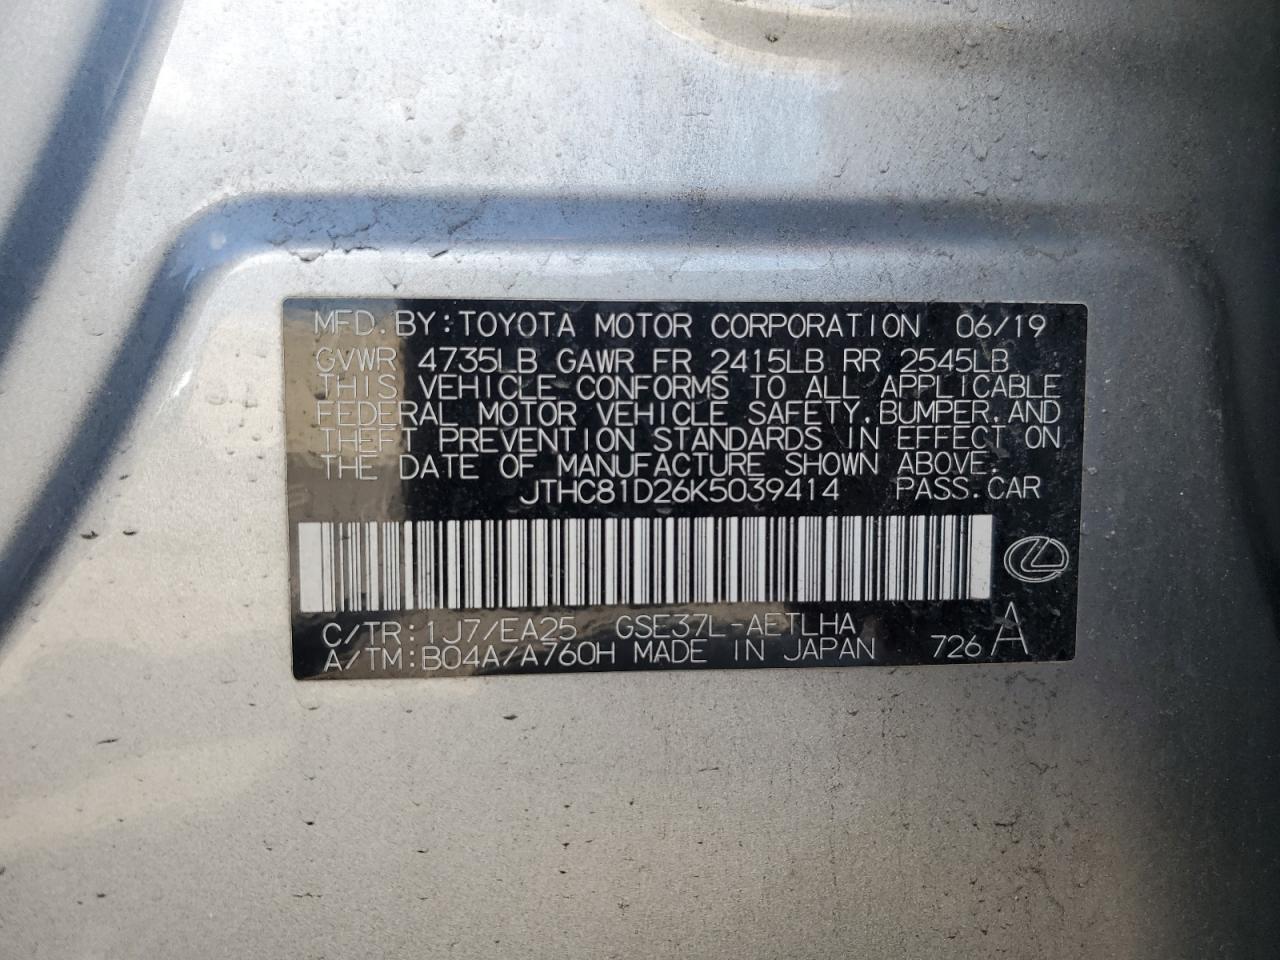 MFD. BY: TOYOTA MOTOR CORPORATION 06/19
GVWR 4735LB GAWR FR 2415LB RR 2545LB
THIS VEHICLE CONFORMS TO ALL APPLICABLE
FEDERAL MOTOR VEHICLE SAFETY, BUMPER, AND
THEFT PREVENTION STANDARDS IN EFFECT ON
THE DATE OF MANUFACTURE SHOWN ABOVE.
JTHC81D26K5039414 PASS. CAR
C/TR: 1J7/EA25 GSE37L-AETLHA
A/TM: B04A/A760H MADE IN JAPAN 726 A